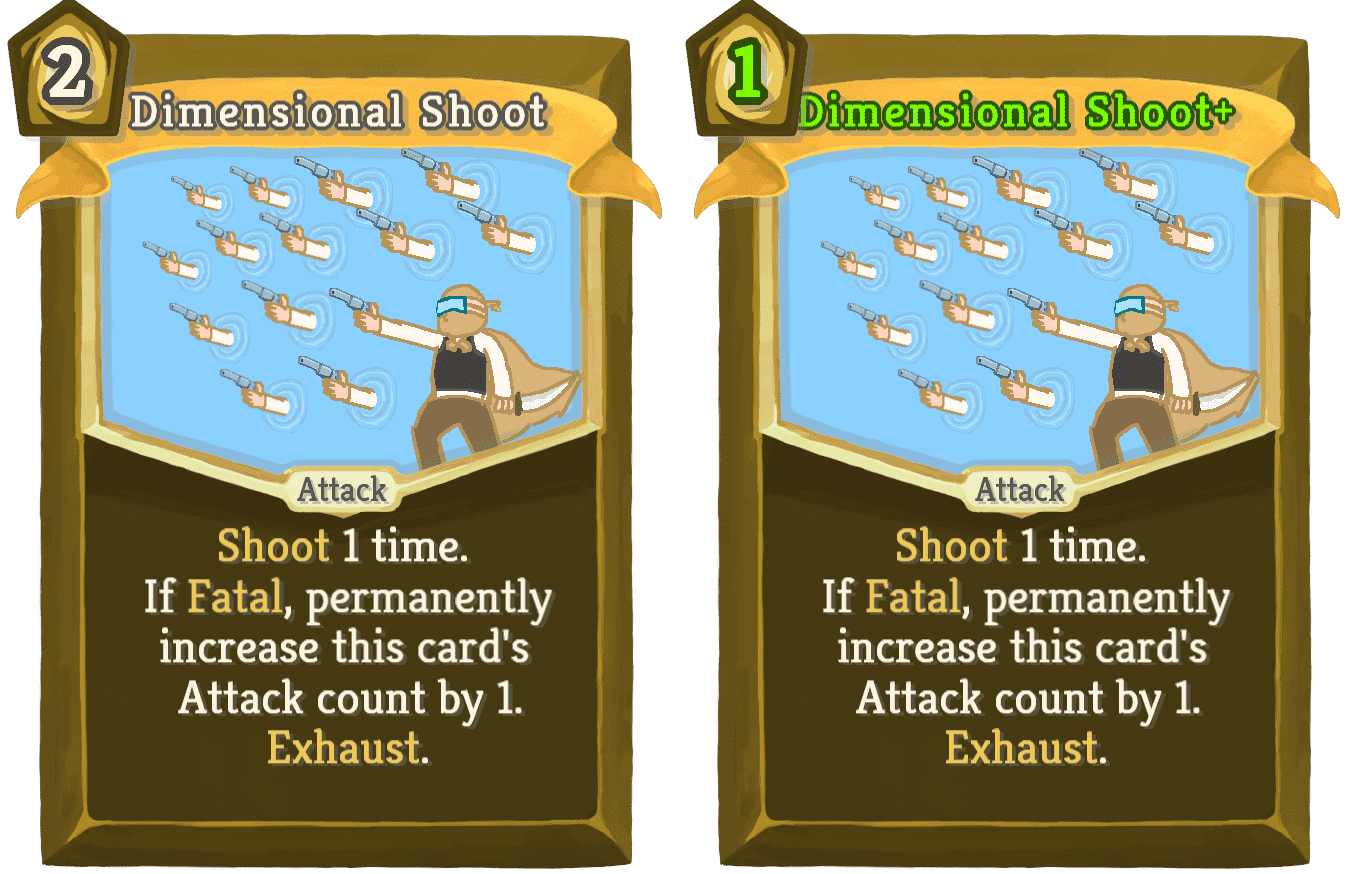 2
Dimensional Shoot
Attack
Shoot 1 time.
If Fatal, permanently
increase this card's
Attack count by 1.
Exhaust.
1
Dimensional Shoot+
Attack
Shoot 1 time.
If Fatal, permanently
increase this card's
Attack count by 1.
Exhaust.